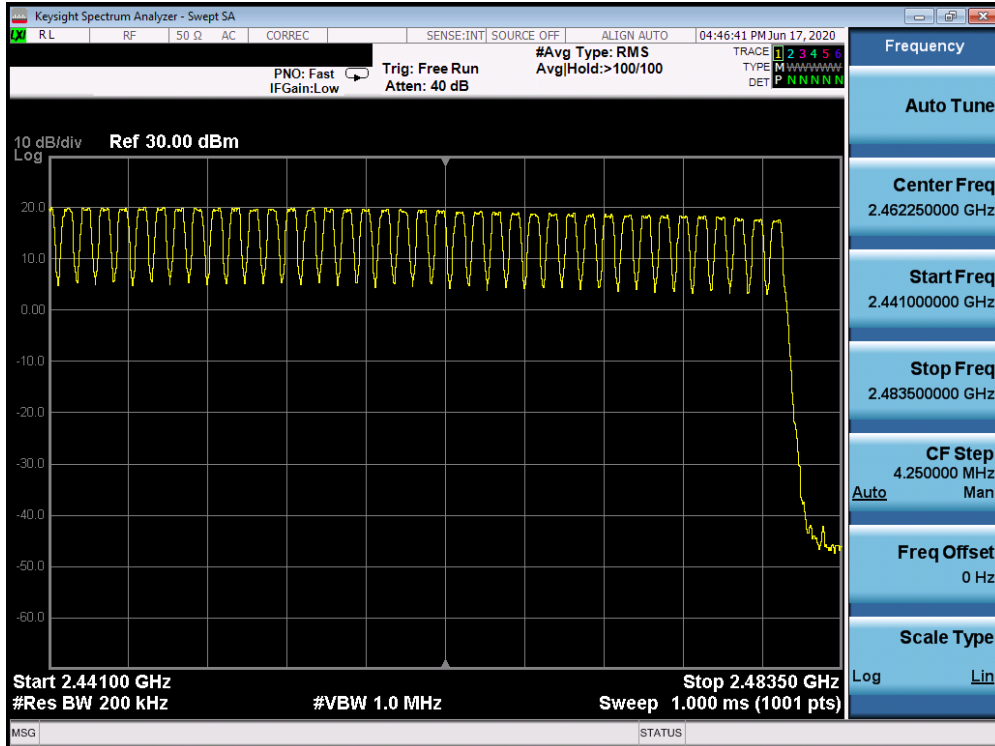 Keysight Spectrum Analyzer - Swept SA
LXI RL RF 50 Ω AC CORREC SENSE:INT SOURCE OFF ALIGN AUTO 04:46:41 PM Jun 17, 2020
PNO: Fast
IFGain:Low
Trig: Free Run
Atten: 40 dB
#Avg Type: RMS
Avg|Hold:>100/100
TRACE 1 2 3 4 5 6
TYPE M WWWWW
DET P N N N N N
10 dB/div Ref 30.00 dBm
Log
20.0
10.0
0.00
-10.0
-20.0
-30.0
-40.0
-50.0
-60.0
Start 2.44100 GHz Stop 2.48350 GHz
#Res BW 200 kHz #VBW 1.0 MHz Sweep 1.000 ms (1001 pts)
MSG STATUS
Frequency
Auto Tune
Center Freq
2.462250000 GHz
Start Freq
2.441000000 GHz
Stop Freq
2.483500000 GHz
CF Step
4.250000 MHz
Auto Man
Freq Offset
0 Hz
Scale Type
Log Lin